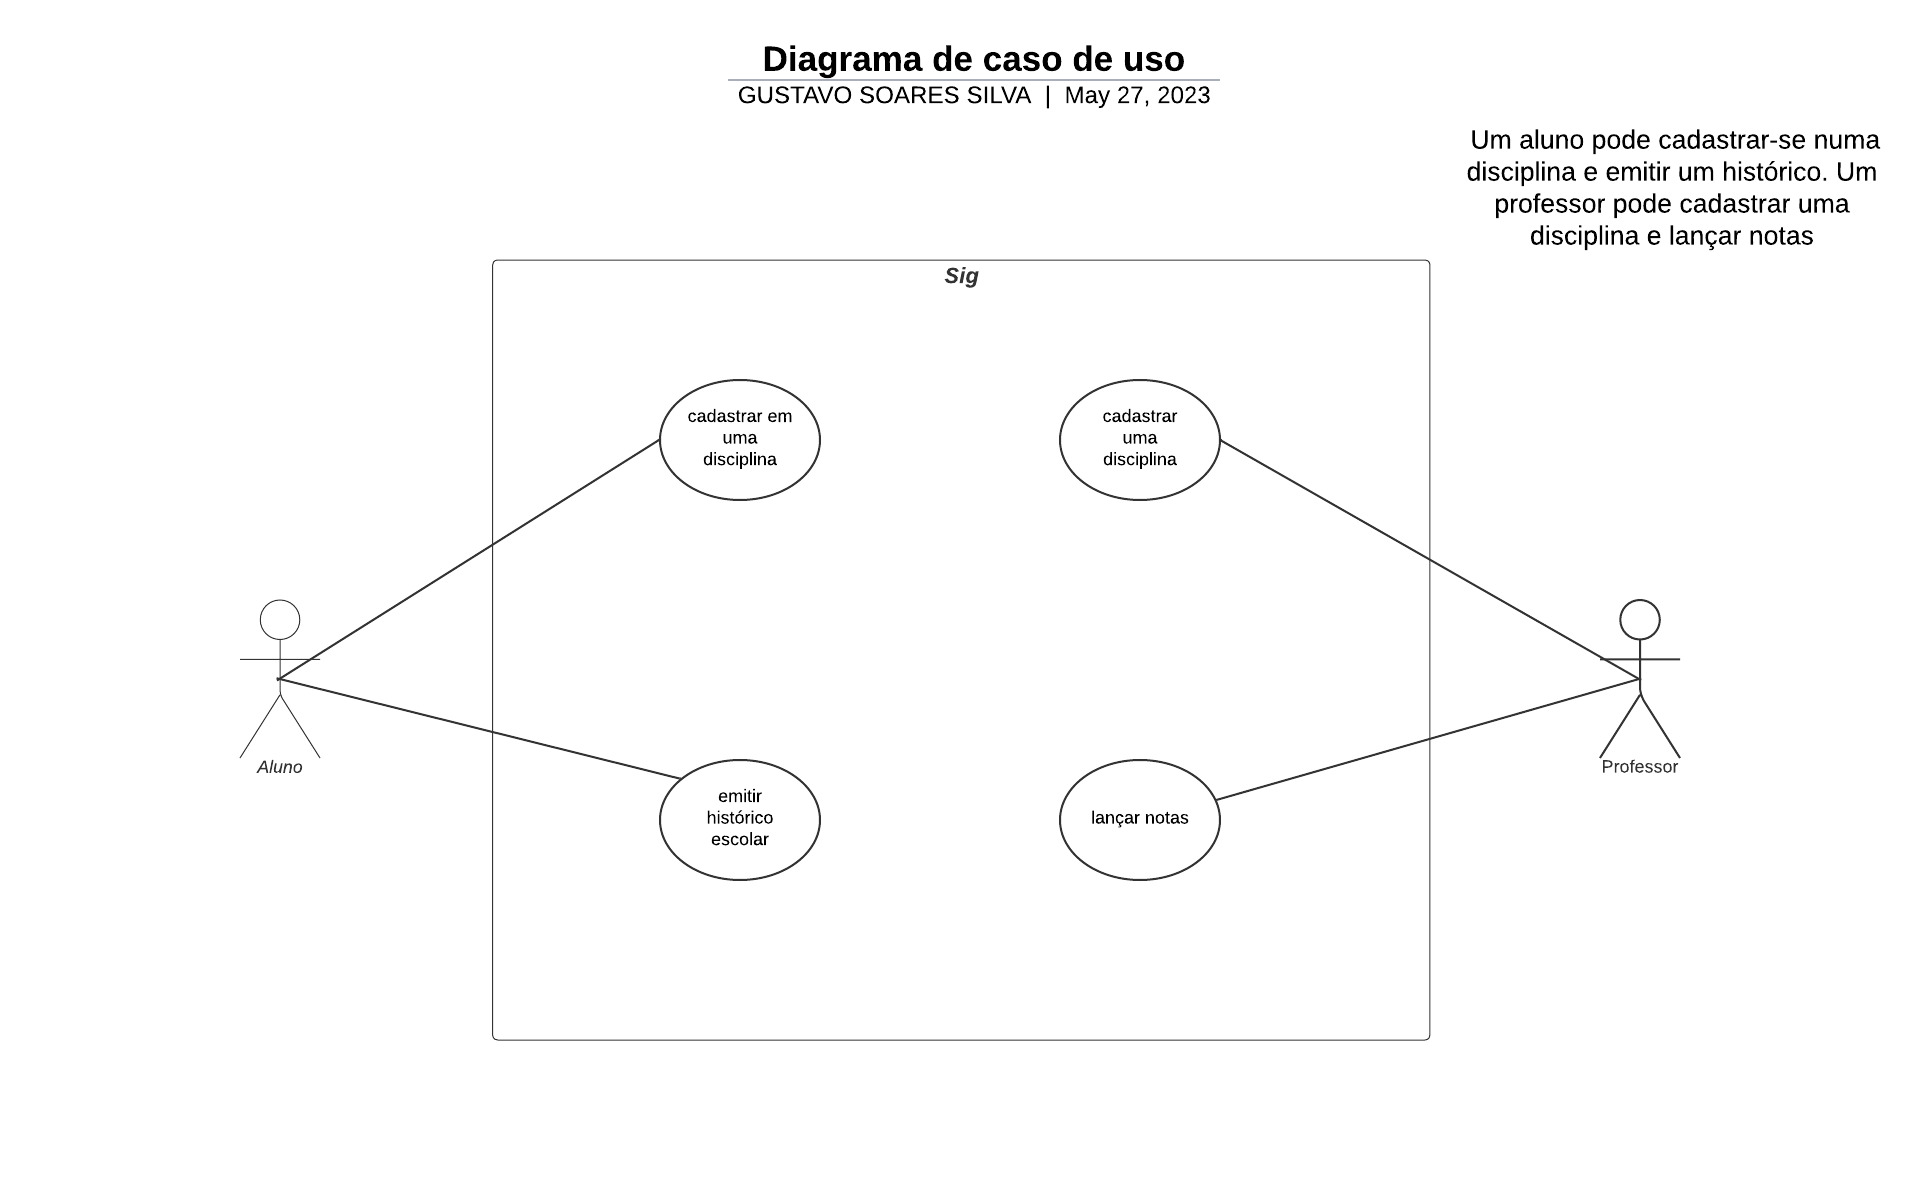 Diagrama de caso de uso
GUSTAVO SOARES SILVA | May 27, 2023
Um aluno pode cadastrar-se numa
disciplina e emitir um histórico. Um
professor pode cadastrar uma
disciplina e lançar notas
Sig
cadastrar em
uma
disciplina
cadastrar
uma
disciplina
Aluno
Professor
emitir
histórico
escolar
lançar notas